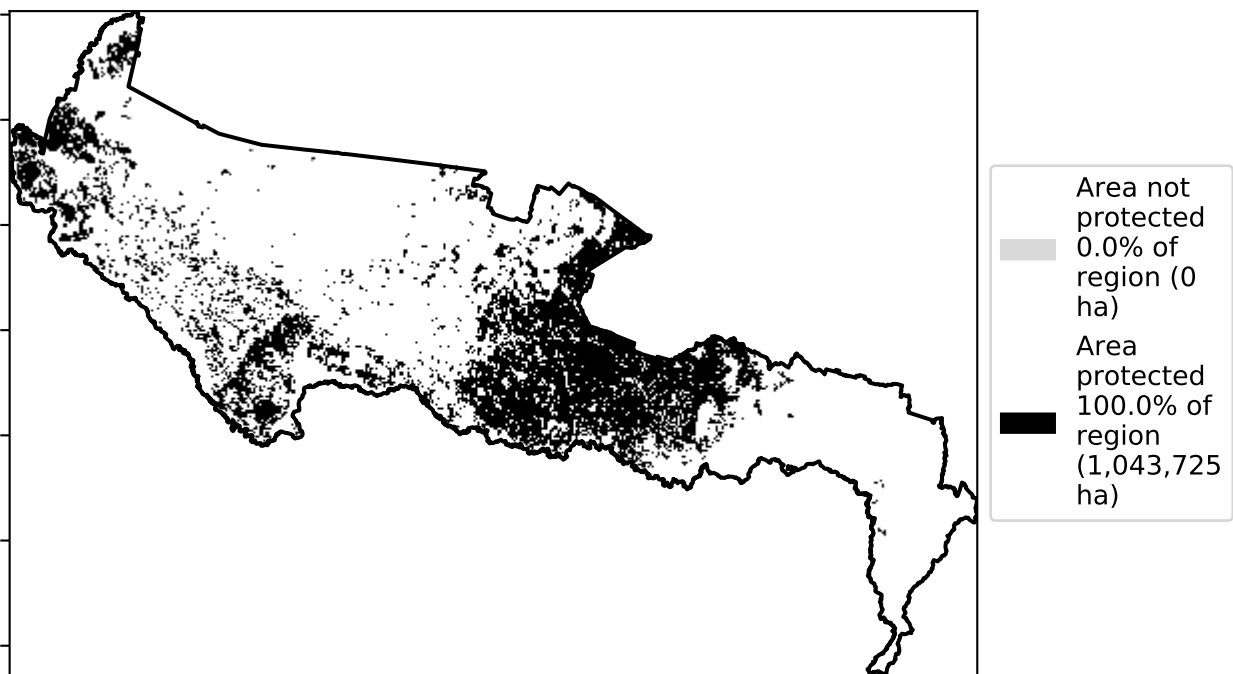 Area not
protected
0.0% of
region (0
ha)
Area
protected
100.0% of
region
(1,043,725
ha)